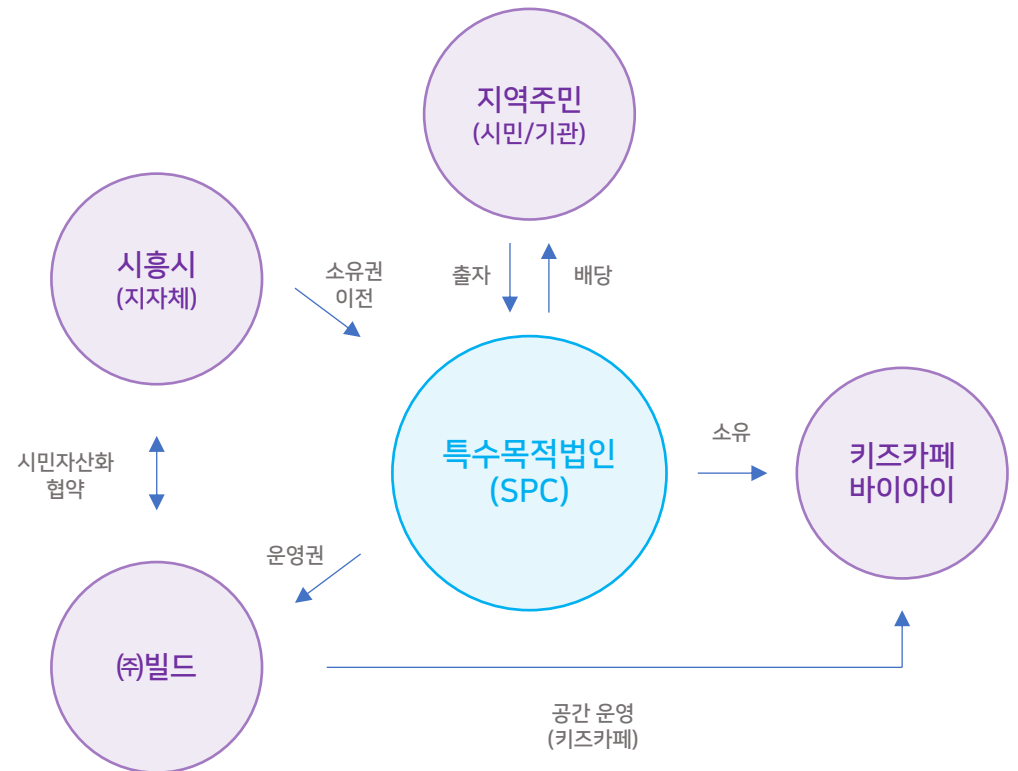 지역주민
(시민/기관)
시흥시
(지자체)
소유권
이전
출자
배당
특수목적법인
(SPC)
소유
키즈카페
바이아이
시민자산화
협약
운영권
㈜빌드
공간 운영
(키즈카페)